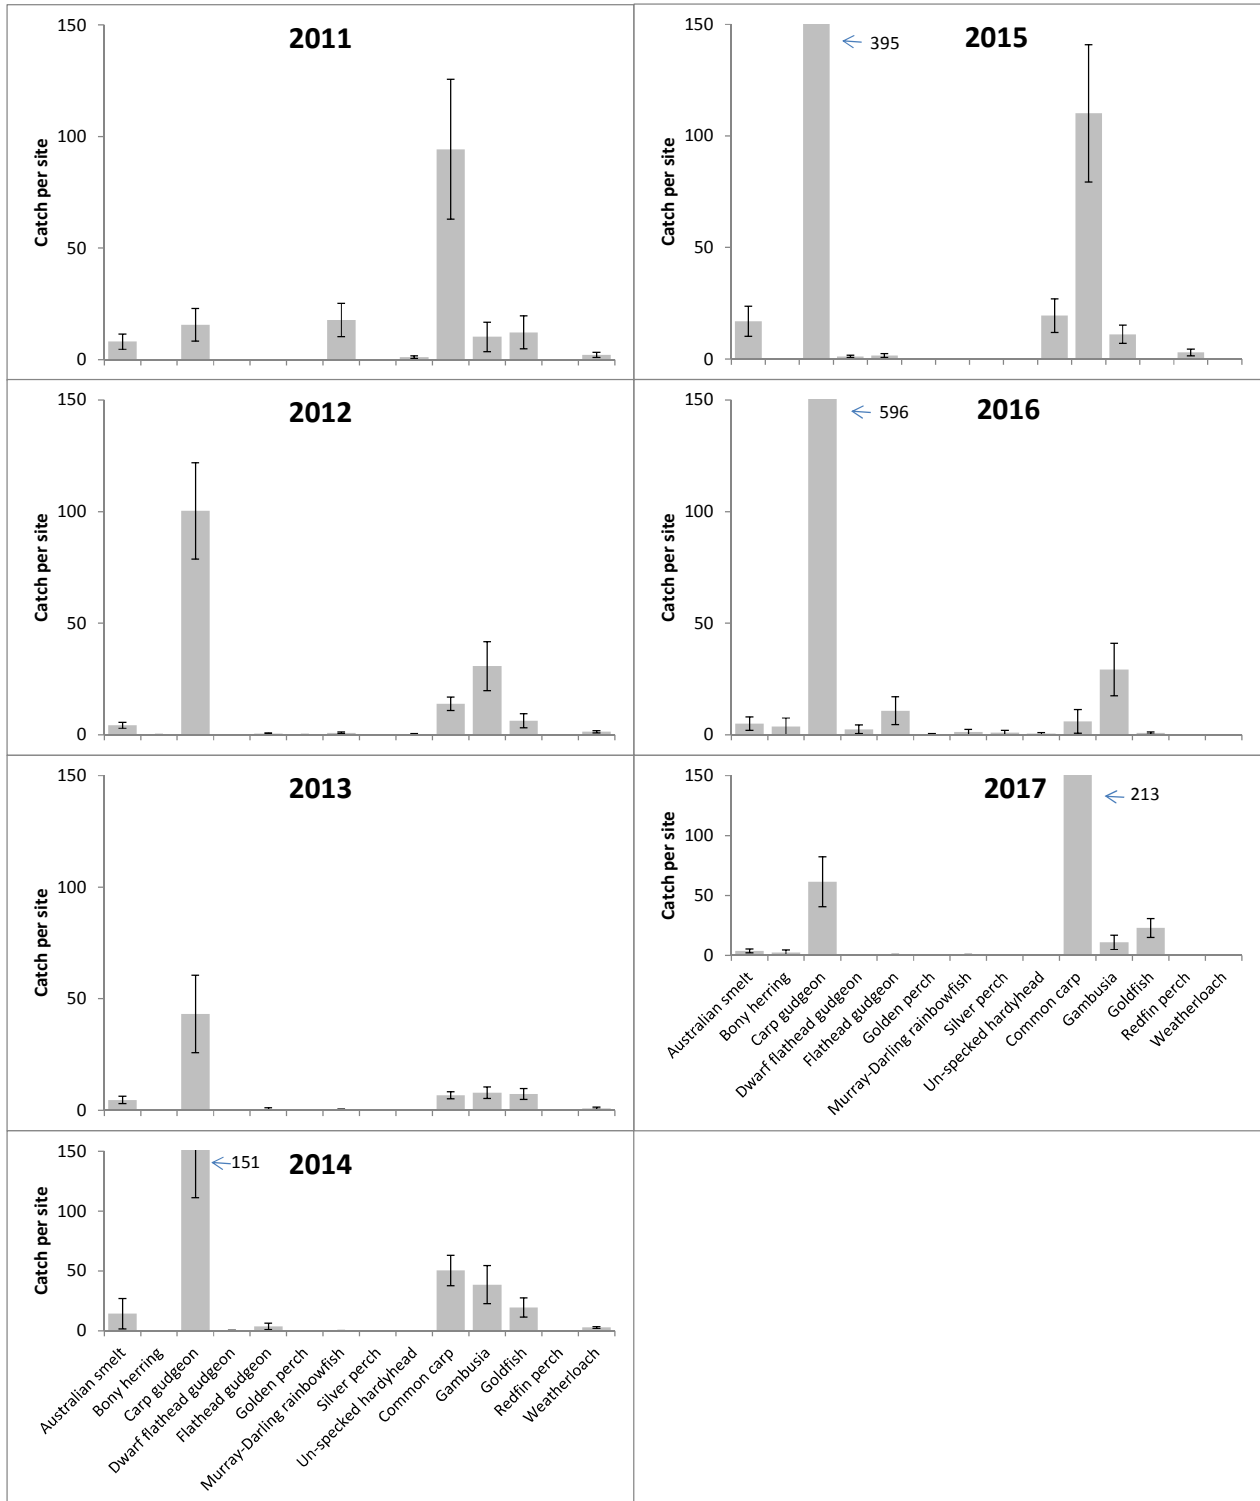 2011
150
100
50
0
Catch per site
2012
150
100
50
0
Catch per site
2013
150
100
50
0
Catch per site
2014
151
150
100
50
0
Catch per site
Australian smelt
Bony herring
Carp gudgeon
Dwarf flathead gudgeon
Flathead gudgeon
Golden perch
Murray-Darling rainbowfish
Silver perch
Un-specked hardyhead
Common carp
Gambusia
Goldfish
Redfin perch
Weatherloach
2015
395
150
100
50
0
Catch per site
2016
596
150
100
50
0
Catch per site
2017
213
150
100
50
0
Catch per site
Australian smelt
Bony herring
Carp gudgeon
Dwarf flathead gudgeon
Flathead gudgeon
Golden perch
Murray-Darling rainbowfish
Silver perch
Un-specked hardyhead
Common carp
Gambusia
Goldfish
Redfin perch
Weatherloach